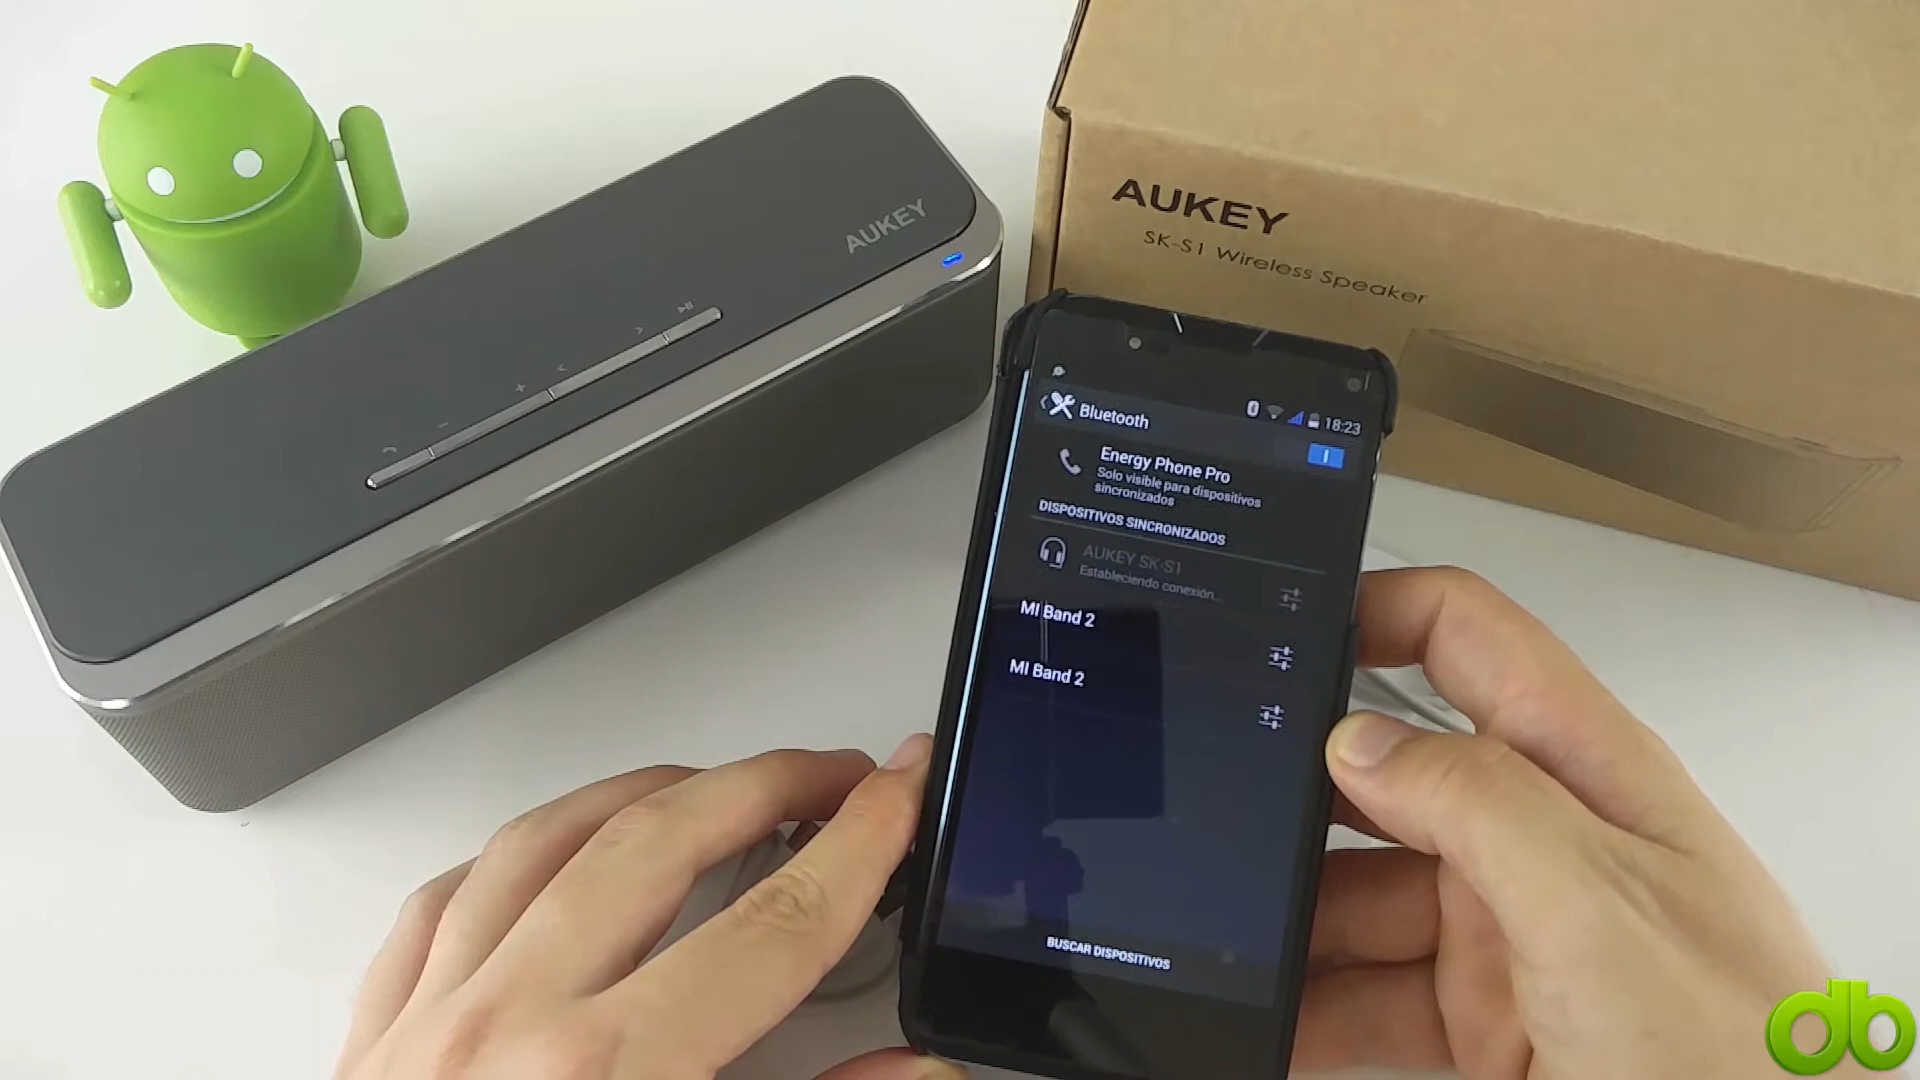 AUKEY
AUKEY
SK-S1 Wireless Speaker
18:23
Bluetooth
Energy Phone Pro
Solo visible para dispositivos
sincronizados
DISPOSITIVOS SINCRONIZADOS
AUKEY SK-S1
Estableciendo conexión...
MI Band 2
MI Band 2
BUSCAR DISPOSITIVOS
db